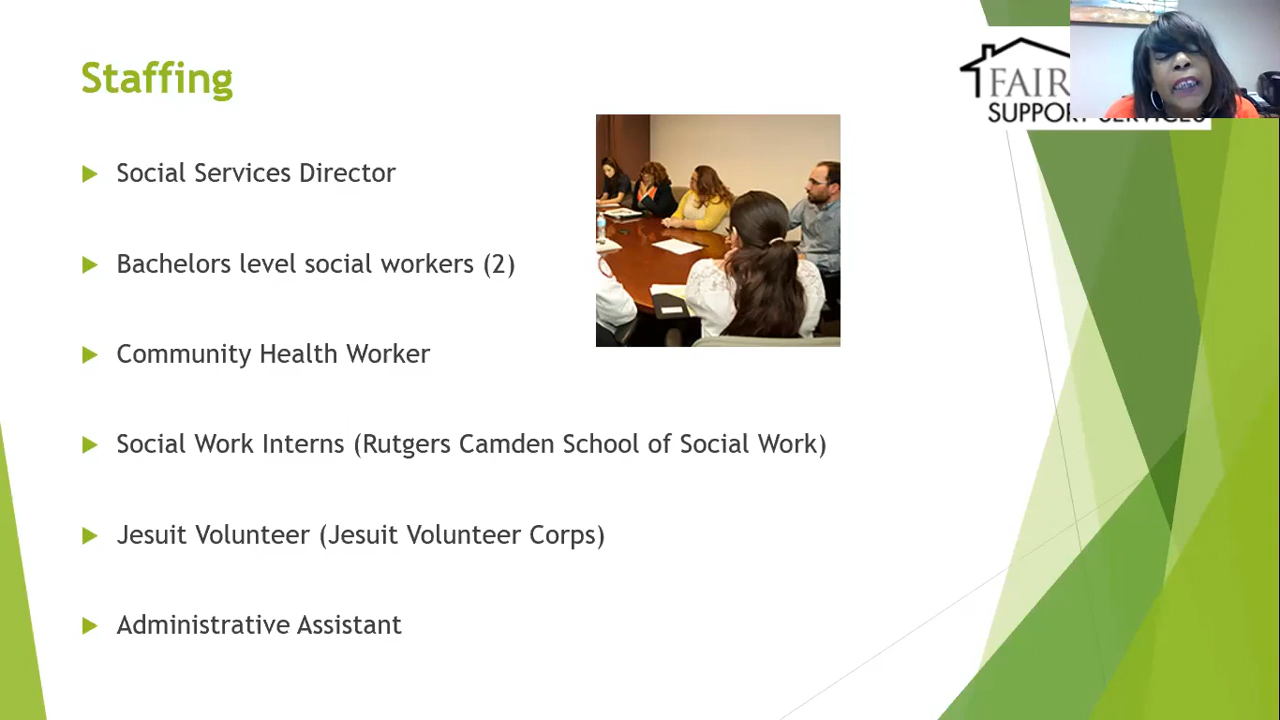 Staffing
FAIR
SUPPORT SERVICES
Social Services Director
Bachelors level social workers (2)
Community Health Worker
Social Work Interns (Rutgers Camden School of Social Work)
Jesuit Volunteer (Jesuit Volunteer Corps)
Administrative Assistant